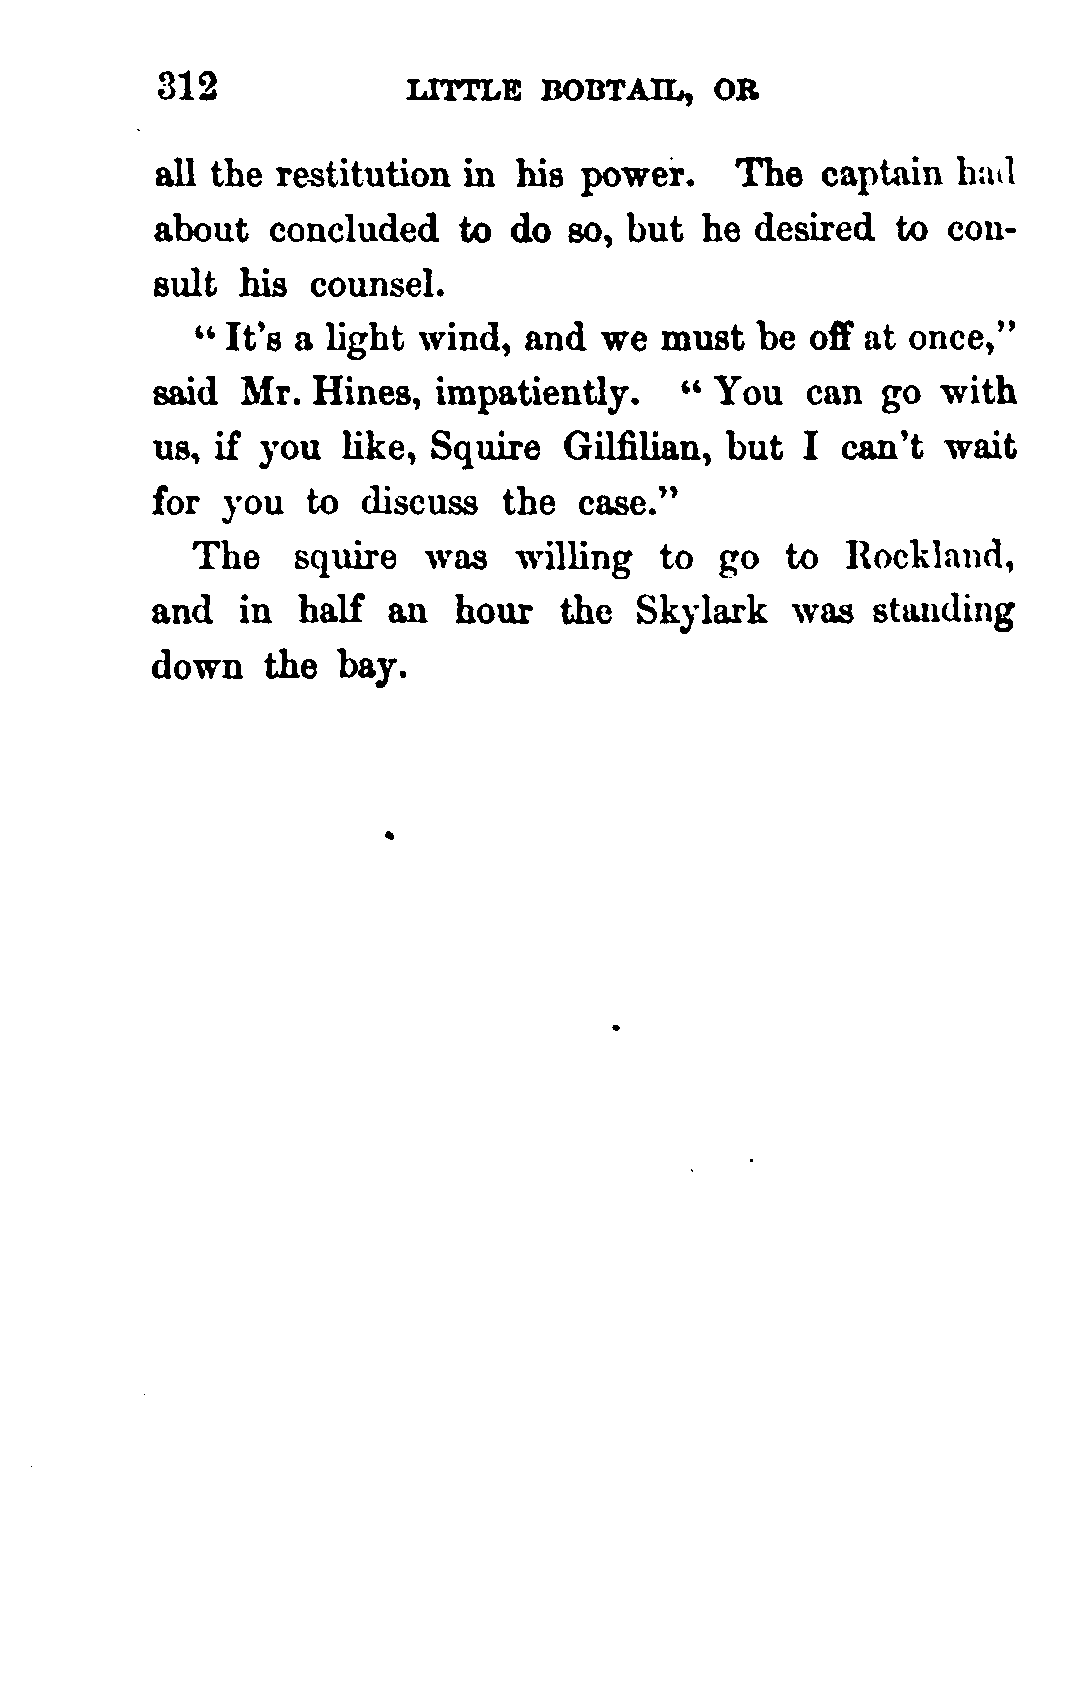 312 LITTLE BOBTAIL, OR
all the restitution in his power. The captain had
about concluded to do so, but he desired to con-
sult his counsel.
"It's a light wind, and we must be off at once,"
said Mr. Hines, impatiently. "You can go with
us, if you like, Squire Gilfilian, but I can't wait
for you to discuss the case."
The squire was willing to go to Rockland,
and in half an hour the Skylark was standing
down the bay.